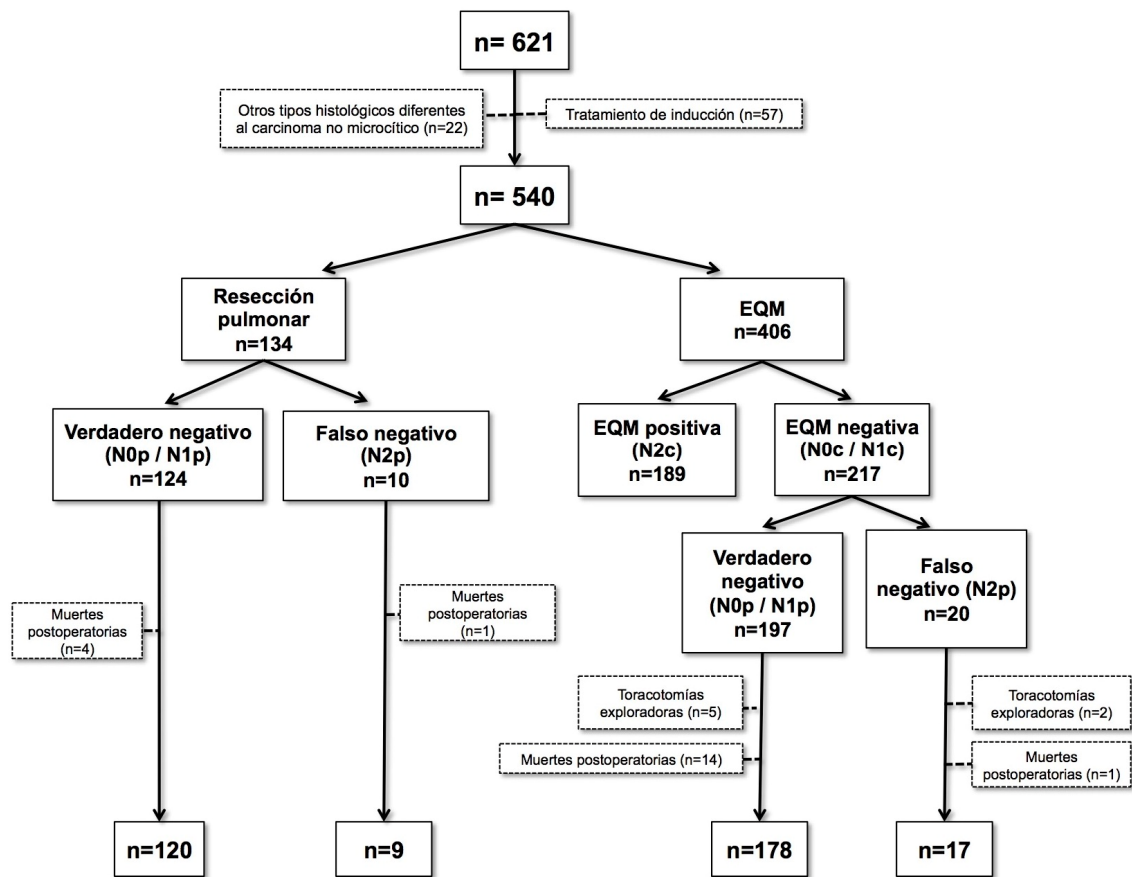 n= 621
Otros tipos histológicos diferentes
al carcinoma no microcítico (n=22)
Tratamiento de inducción (n=57)
n= 540
Resección
pulmonar
n=134
EQM
n=406
Verdadero negativo
(N0p / N1p)
n=124
Falso negativo
(N2p)
n=10
EQM positiva
(N2c)
n=189
EQM negativa
(N0c / N1c)
n=217
Verdadero
negativo
(N0p / N1p)
n=197
Falso
negativo (N2p)
n=20
Muertes
postoperatorias
(n=4)
Muertes
postoperatorias
(n=1)
Toracotomías
exploradoras (n=5)
Toracotomías
exploradoras (n=2)
Muertes postoperatorias (n=14)
Muertes
postoperatorias (n=1)
n=120
n=9
n=178
n=17